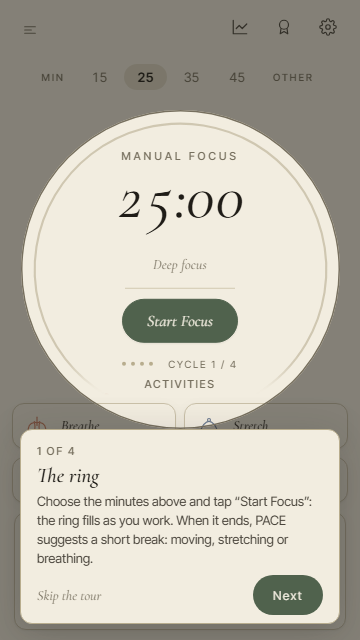 MIN 15 25 35 45 OTHER
MANUAL FOCUS
25:00
Deep focus
Start Focus
CYCLE 1 / 4
ACTIVITIES
Breathe Stretch
1 OF 4
The ring
Choose the minutes above and tap “Start Focus”:
the ring fills as you work. When it ends, PACE
suggests a short break: moving, stretching or
breathing.
Skip the tour Next